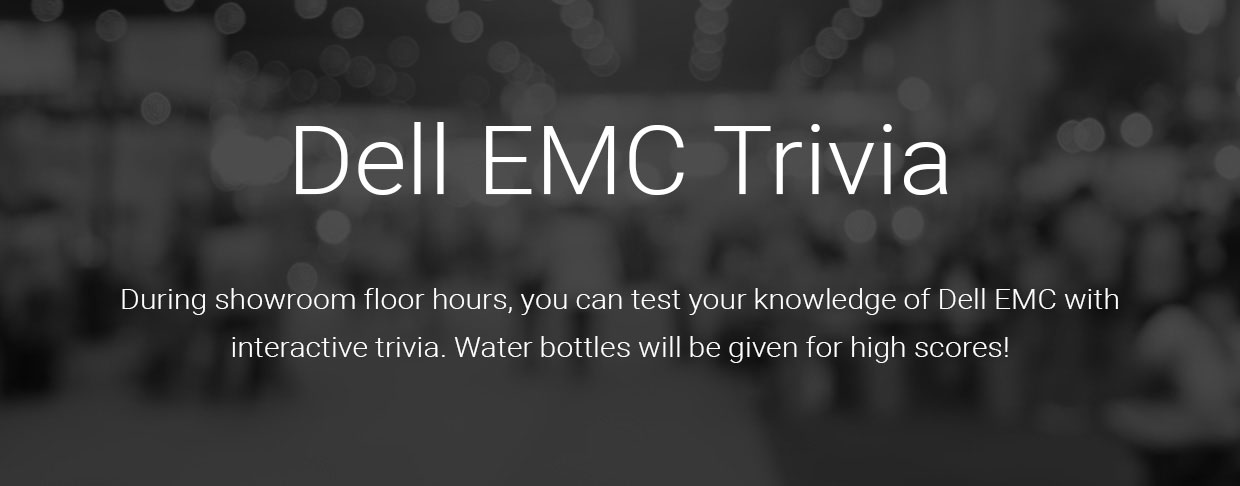 Dell EMC Trivia
During showroom floor hours, you can test your knowledge of Dell EMC with
interactive trivia. Water bottles will be given for high scores!